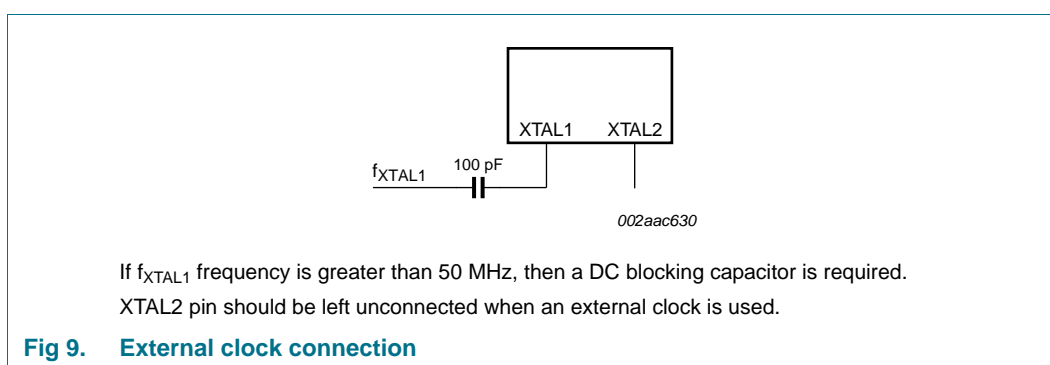 XTAL1 XTAL2
100 pF
fXTAL1
002aac630
If fXTAL1 frequency is greater than 50 MHz, then a DC blocking capacitor is required.
XTAL2 pin should be left unconnected when an external clock is used.
Fig 9. External clock connection